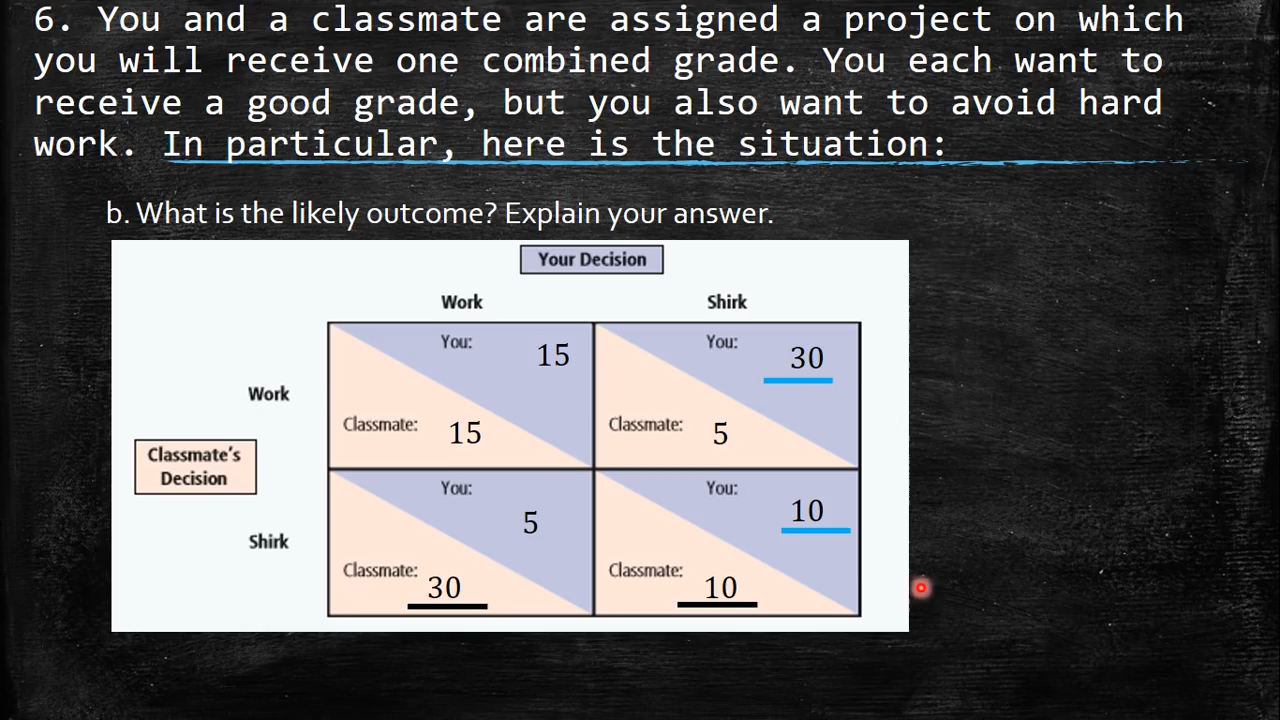 6. You and a classmate are assigned a project on which
you will receive one combined grade. You each want to
receive a good grade, but you also want to avoid hard
work. In particular, here is the situation:
b. What is the likely outcome? Explain your answer.
Your Decision
Work
Shirk
You:
15
You:
30
Work
Classmate:
15
Classmate:
5
Classmate's
Decision
You:
5
You:
10
Shirk
Classmate:
30
Classmate:
10